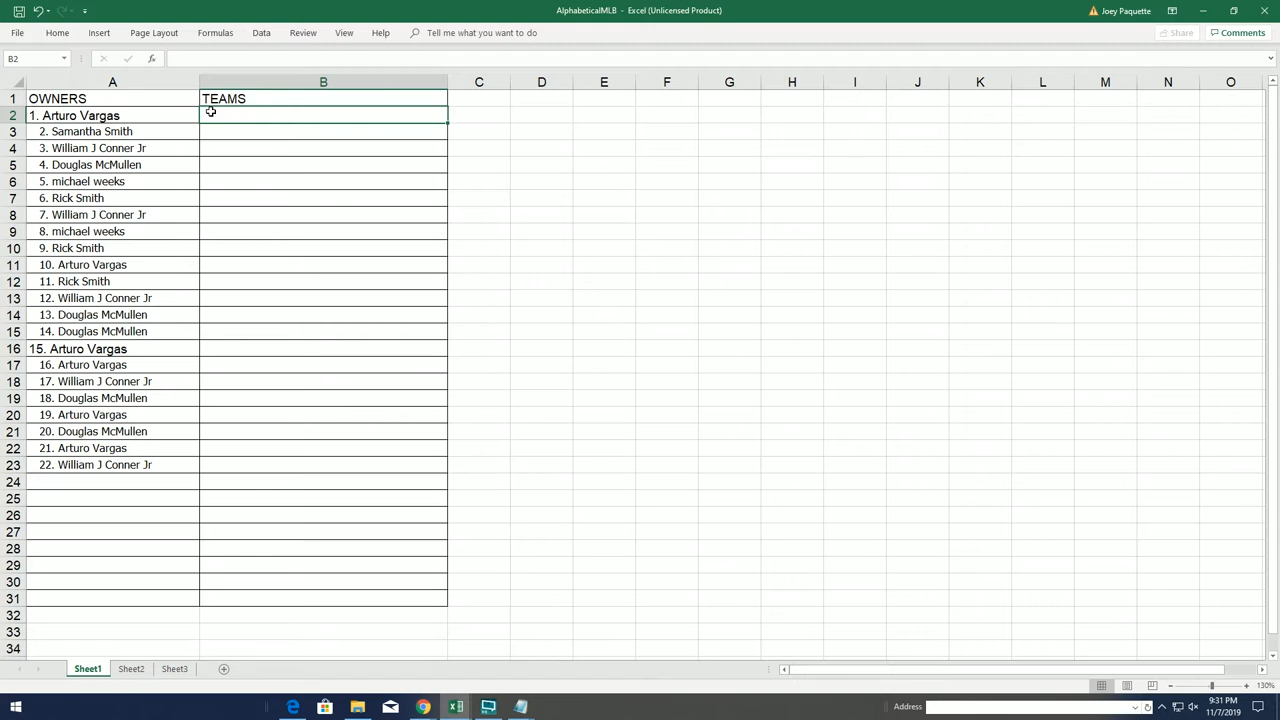 AlphabeticalMLB - Excel (Unlicensed Product)
Joey Paquette
File Home Insert Page Layout Formulas Data Review View Help Tell me what you want to do Share Comments
B2 fx
A B C D E F G H I J K L M N O
1 OWNERS TEAMS
2 1. Arturo Vargas
3 2. Samantha Smith
4 3. William J Conner Jr
5 4. Douglas McMullen
6 5. michael weeks
7 6. Rick Smith
8 7. William J Conner Jr
9 8. michael weeks
10 9. Rick Smith
11 10. Arturo Vargas
12 11. Rick Smith
13 12. William J Conner Jr
14 13. Douglas McMullen
15 14. Douglas McMullen
16 15. Arturo Vargas
17 16. Arturo Vargas
18 17. William J Conner Jr
19 18. Douglas McMullen
20 19. Arturo Vargas
21 20. Douglas McMullen
22 21. Arturo Vargas
23 22. William J Conner Jr
24
25
26
27
28
29
30
31
32
33
34
Sheet1 Sheet2 Sheet3
130%
Address
9:31 PM
11/7/2019